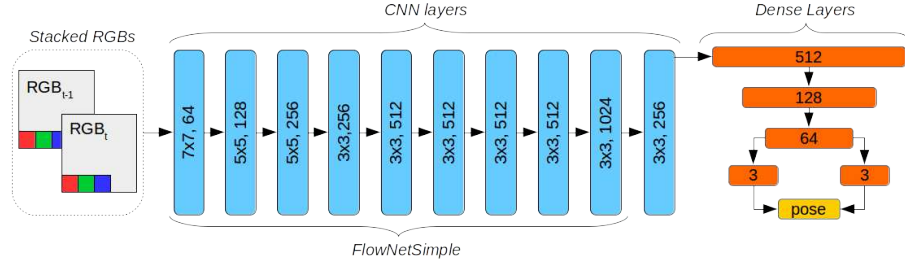 CNN layers
Dense Layers
Stacked RGBs
RGBt-1
RGBt
7x7, 64
5x5, 128
5x5, 256
3x3,256
3x3, 512
3x3, 512
3x3, 512
3x3, 512
3x3, 1024
3x3, 256
512
128
64
3
3
pose
FlowNetSimple